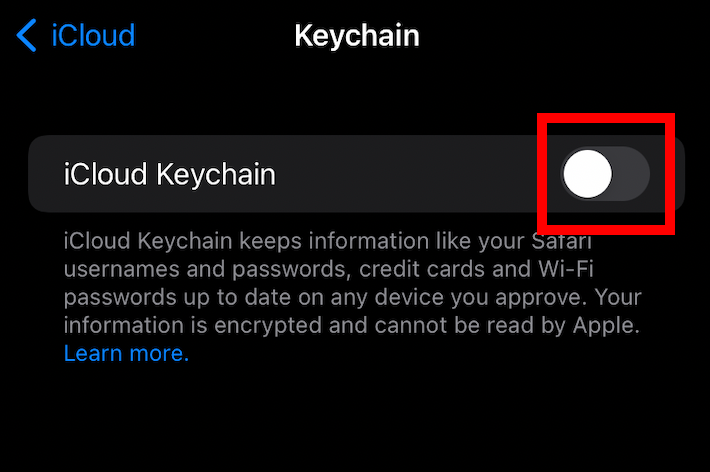 iCloud
Keychain
iCloud Keychain
iCloud Keychain keeps information like your Safari
usernames and passwords, credit cards and Wi-Fi
passwords up to date on any device you approve. Your
information is encrypted and cannot be read by Apple.
Learn more.